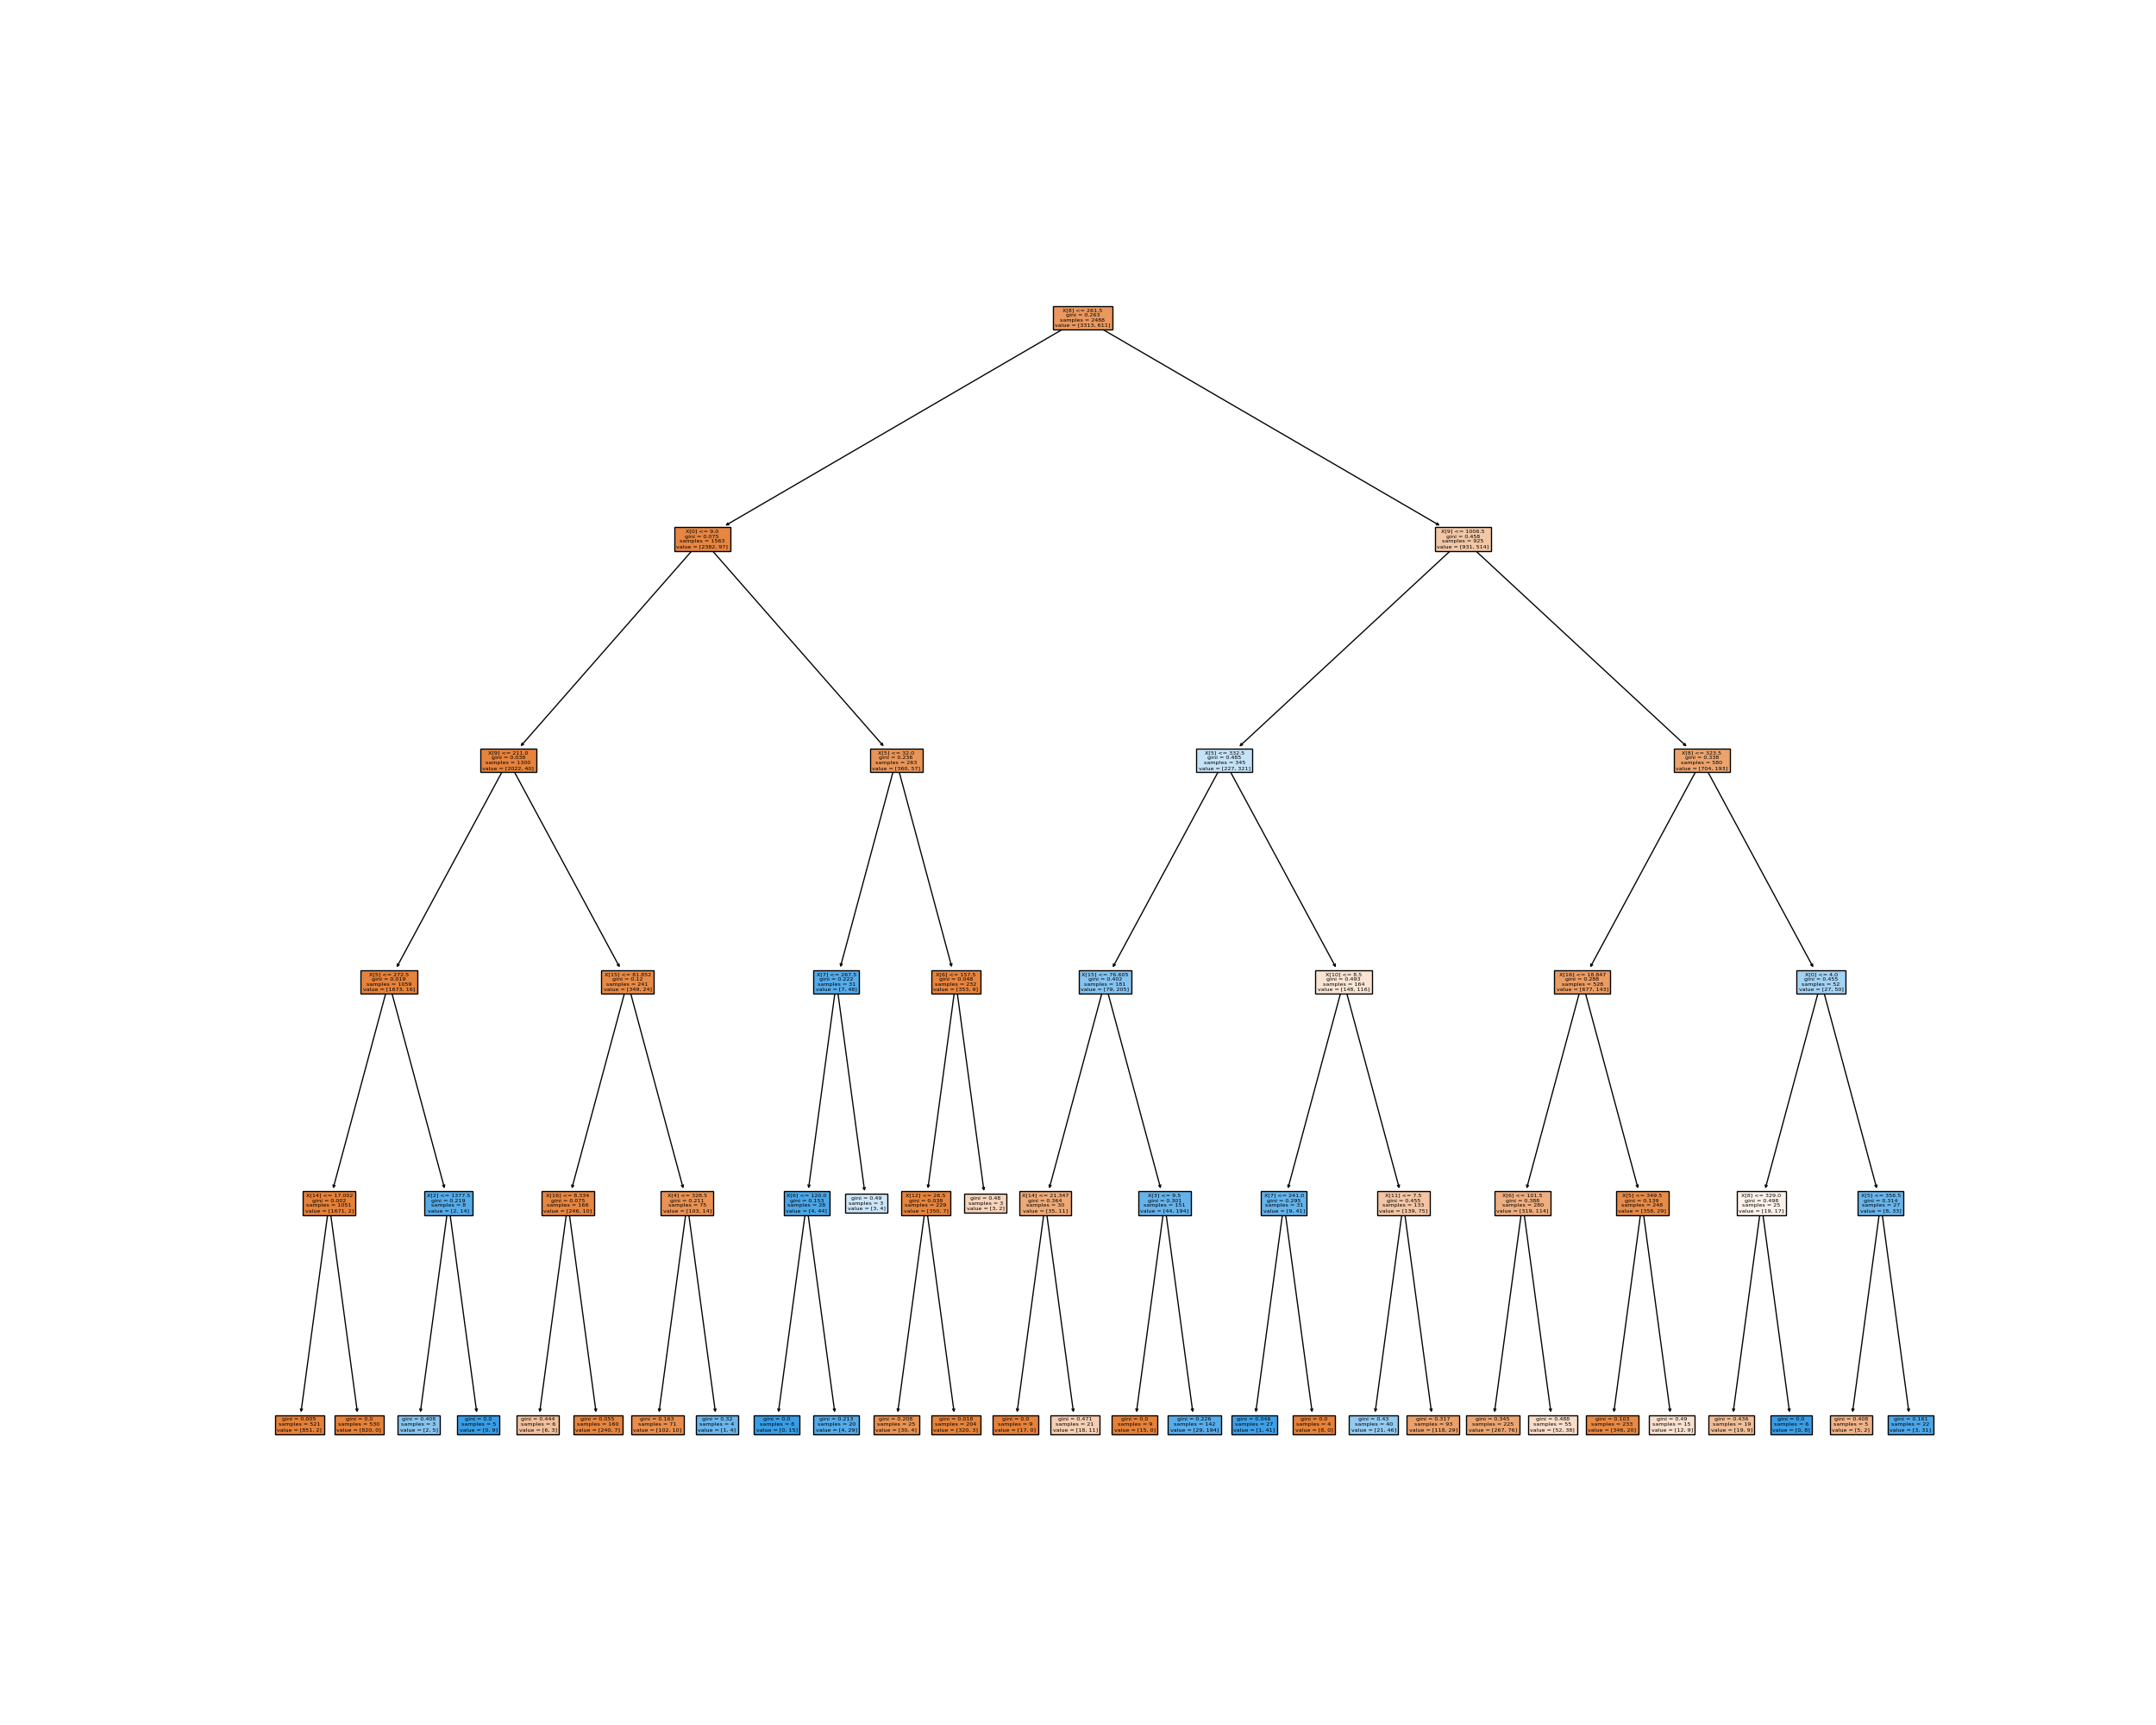 X[8] <= 261.5
gini = 0.263
samples = 2488
value = [3313, 611]
X[0] <= 9.0
gini = 0.075
samples = 1563
value = [2382, 97]
X[9] <= 1006.5
gini = 0.458
samples = 925
value = [931, 514]
X[9] <= 211.0
gini = 0.038
samples = 1300
value = [2022, 40]
X[5] <= 32.0
gini = 0.236
samples = 263
value = [360, 57]
X[5] <= 332.5
gini = 0.485
samples = 345
value = [227, 321]
X[8] <= 323.5
gini = 0.338
samples = 580
value = [704, 193]
X[5] <= 272.5
gini = 0.019
samples = 1059
value = [1673, 16]
X[15] <= 81.852
gini = 0.12
samples = 241
value = [349, 24]
X[7] <= 267.5
gini = 0.222
samples = 31
value = [7, 48]
X[6] <= 157.5
gini = 0.048
samples = 232
value = [353, 9]
X[15] <= 76.605
gini = 0.402
samples = 181
value = [79, 205]
X[10] <= 8.5
gini = 0.493
samples = 164
value = [148, 116]
X[16] <= 18.847
gini = 0.288
samples = 528
value = [677, 143]
X[0] <= 4.0
gini = 0.455
samples = 52
value = [27, 50]
X[14] <= 17.002
gini = 0.002
samples = 1051
value = [1671, 2]
X[2] <= 1377.5
gini = 0.219
samples = 8
value = [2, 14]
X[16] <= 8.334
gini = 0.075
samples = 166
value = [246, 10]
X[4] <= 328.5
gini = 0.211
samples = 75
value = [103, 14]
X[6] <= 120.0
gini = 0.153
samples = 28
value = [4, 44]
gini = 0.49
samples = 3
value = [3, 4]
X[12] <= 26.5
gini = 0.038
samples = 229
value = [350, 7]
gini = 0.48
samples = 3
value = [3, 2]
X[14] <= 21.347
gini = 0.364
samples = 30
value = [35, 11]
X[3] <= 9.5
gini = 0.301
samples = 151
value = [44, 194]
X[7] <= 241.0
gini = 0.295
samples = 31
value = [9, 41]
X[11] <= 7.5
gini = 0.455
samples = 133
value = [139, 75]
X[6] <= 101.5
gini = 0.388
samples = 280
value = [319, 114]
X[5] <= 349.5
gini = 0.139
samples = 248
value = [358, 29]
X[8] <= 329.0
gini = 0.498
samples = 25
value = [19, 17]
X[5] <= 356.5
gini = 0.314
samples = 27
value = [8, 33]
gini = 0.005
samples = 521
value = [851, 2]
gini = 0.0
samples = 530
value = [820, 0]
gini = 0.408
samples = 3
value = [2, 5]
gini = 0.0
samples = 5
value = [0, 9]
gini = 0.444
samples = 6
value = [6, 3]
gini = 0.055
samples = 160
value = [240, 7]
gini = 0.163
samples = 71
value = [102, 10]
gini = 0.32
samples = 4
value = [1, 4]
gini = 0.0
samples = 8
value = [0, 15]
gini = 0.213
samples = 20
value = [4, 29]
gini = 0.208
samples = 25
value = [30, 4]
gini = 0.018
samples = 204
value = [320, 3]
gini = 0.0
samples = 9
value = [17, 0]
gini = 0.471
samples = 21
value = [18, 11]
gini = 0.0
samples = 9
value = [15, 0]
gini = 0.226
samples = 142
value = [29, 194]
gini = 0.046
samples = 27
value = [1, 41]
gini = 0.0
samples = 4
value = [8, 0]
gini = 0.43
samples = 40
value = [21, 46]
gini = 0.317
samples = 93
value = [118, 29]
gini = 0.345
samples = 225
value = [267, 76]
gini = 0.488
samples = 55
value = [52, 38]
gini = 0.103
samples = 233
value = [346, 20]
gini = 0.49
samples = 15
value = [12, 9]
gini = 0.436
samples = 19
value = [19, 9]
gini = 0.0
samples = 6
value = [0, 8]
gini = 0.408
samples = 5
value = [5, 2]
gini = 0.161
samples = 22
value = [3, 31]